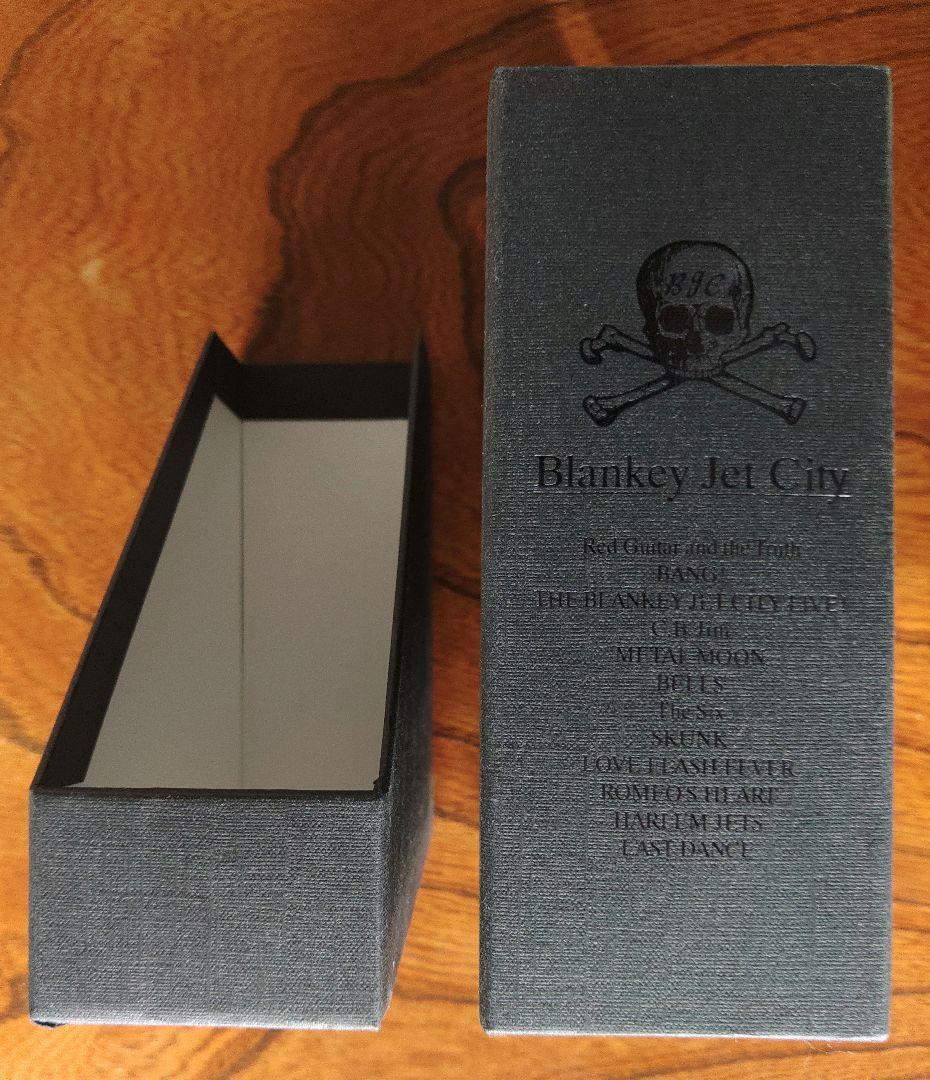 BJC
Blankey Jet City
Red Guitar and the Truth
BANG!
THE BLANKEY JET CITY LIVE!
C.B.Jim
METAL MOON
BELLS
The Six
SKUNK
LOVE FLASH FEVER
ROMEO'S HEART
HARLEM JETS
LAST DANCE